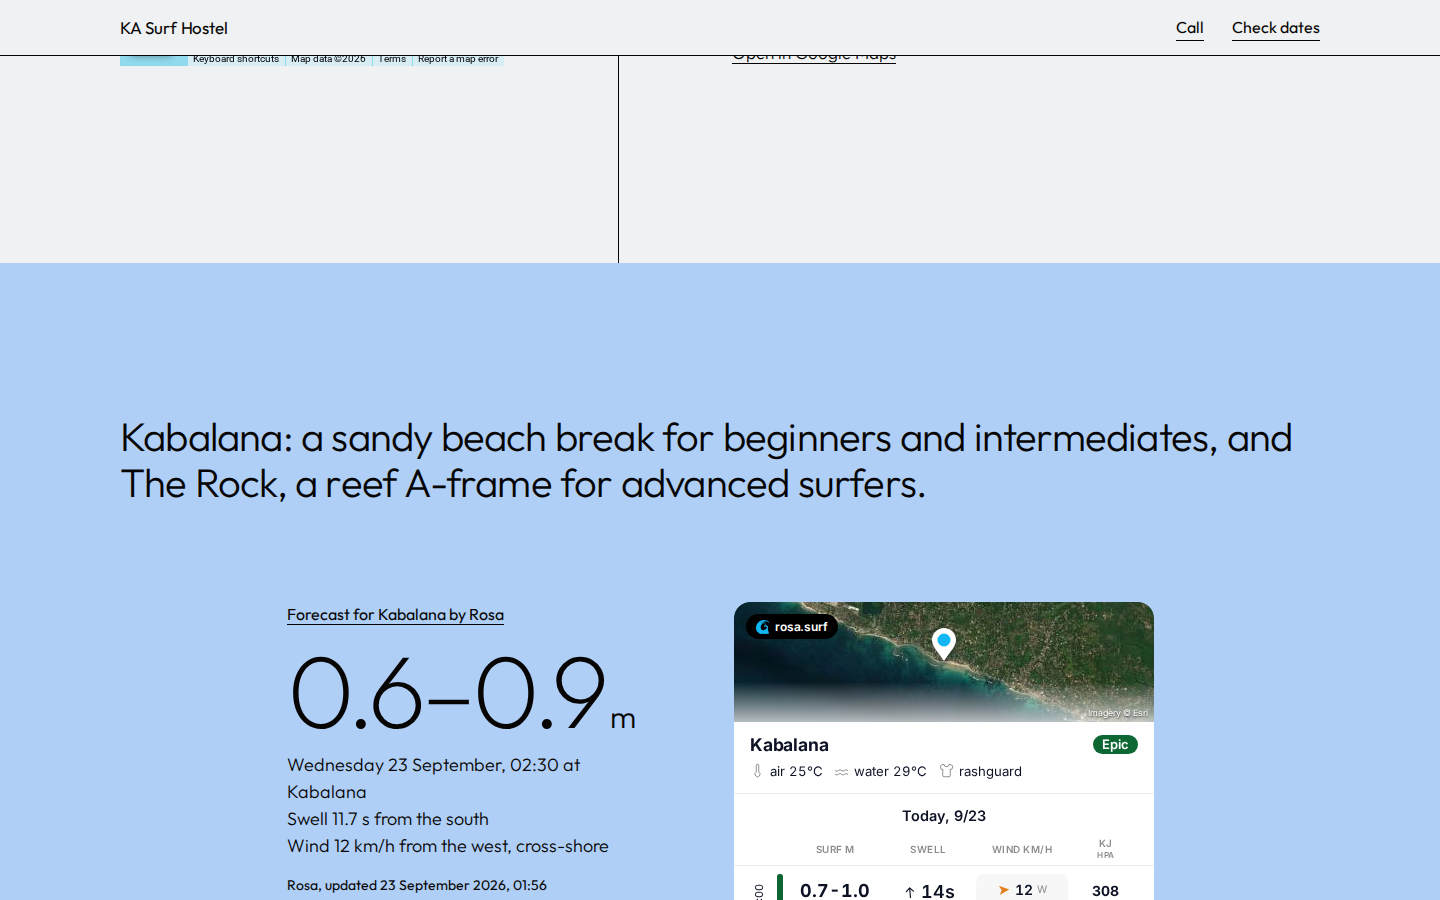 KA Surf Hostel
Call
Check dates
Keyboard shortcuts
Map data ©2026
Terms
Report a map error
Open in Google Maps
Kabalana: a sandy beach break for beginners and intermediates, and
The Rock, a reef A-frame for advanced surfers.
Forecast for Kabalana by Rosa
0.6–0.9 m
Wednesday 23 September, 02:30 at
Kabalana
Swell 11.7 s from the south
Wind 12 km/h from the west, cross-shore
Rosa, updated 23 September 2026, 01:56
rosa.surf
Imagery © Esri
Kabalana
Epic
air 25°C water 29°C rashguard
Today, 9/23
SURF M SWELL WIND KM/H KJ
HPA
0.7-1.0 ↑ 14s ➤ 12 W 308